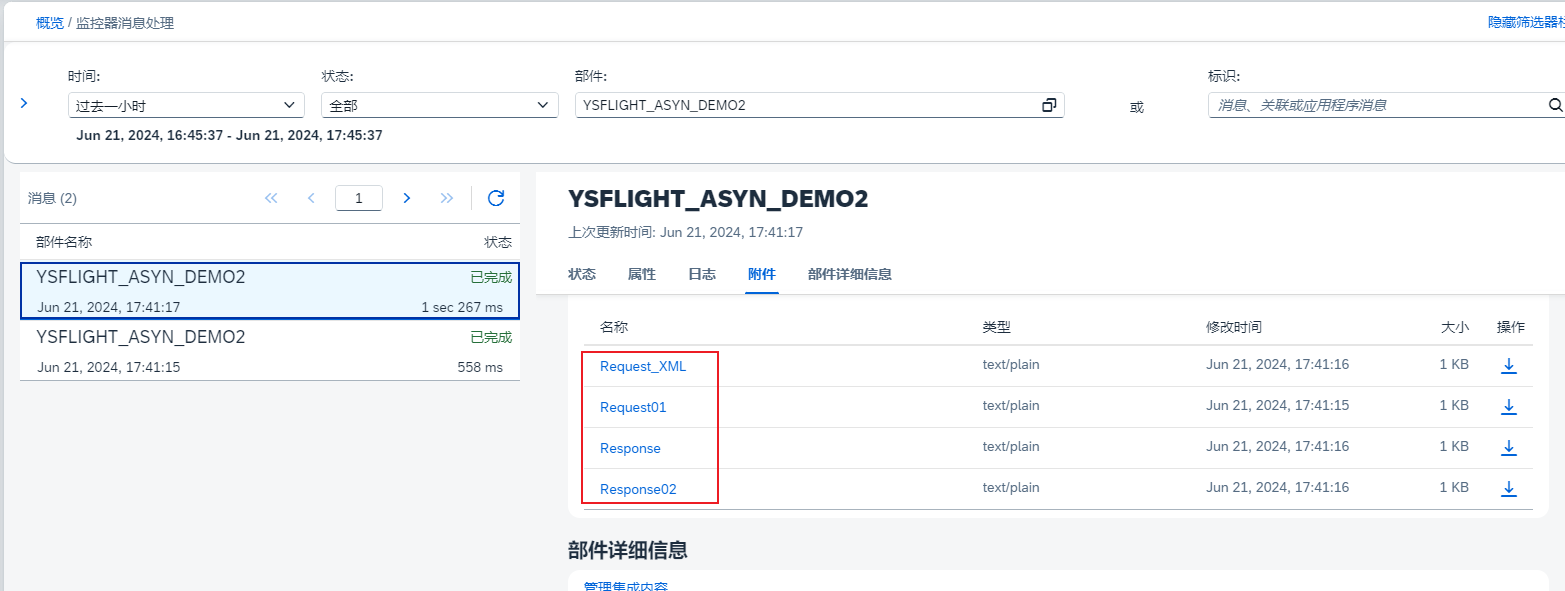 概览 / 监控器消息处理
隐藏筛选器栏
时间:
状态:
部件:
标识:
过去一小时
全部
YSFLIGHT_ASYN_DEMO2
或
消息、关联或应用程序消息
Jun 21, 2024, 16:45:37 - Jun 21, 2024, 17:45:37
消息 (2)
1
部件名称
状态
YSFLIGHT_ASYN_DEMO2
已完成
Jun 21, 2024, 17:41:17
1 sec 267 ms
YSFLIGHT_ASYN_DEMO2
已完成
Jun 21, 2024, 17:41:15
558 ms
YSFLIGHT_ASYN_DEMO2
上次更新时间: Jun 21, 2024, 17:41:17
状态 属性 日志 附件 部件详细信息
名称 类型 修改时间 大小 操作
Request_XML text/plain Jun 21, 2024, 17:41:16 1 KB
Request01 text/plain Jun 21, 2024, 17:41:15 1 KB
Response text/plain Jun 21, 2024, 17:41:16 1 KB
Response02 text/plain Jun 21, 2024, 17:41:16 1 KB
部件详细信息
管理集成内容